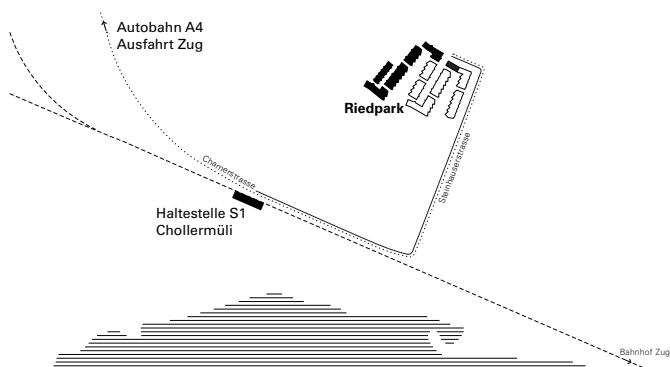 Autobahn A4
Ausfahrt Zug
Riedpark
Chamerstrasse
Steinhauserstrasse
Haltestelle S1
Chollermüli
Bahnhof Zug